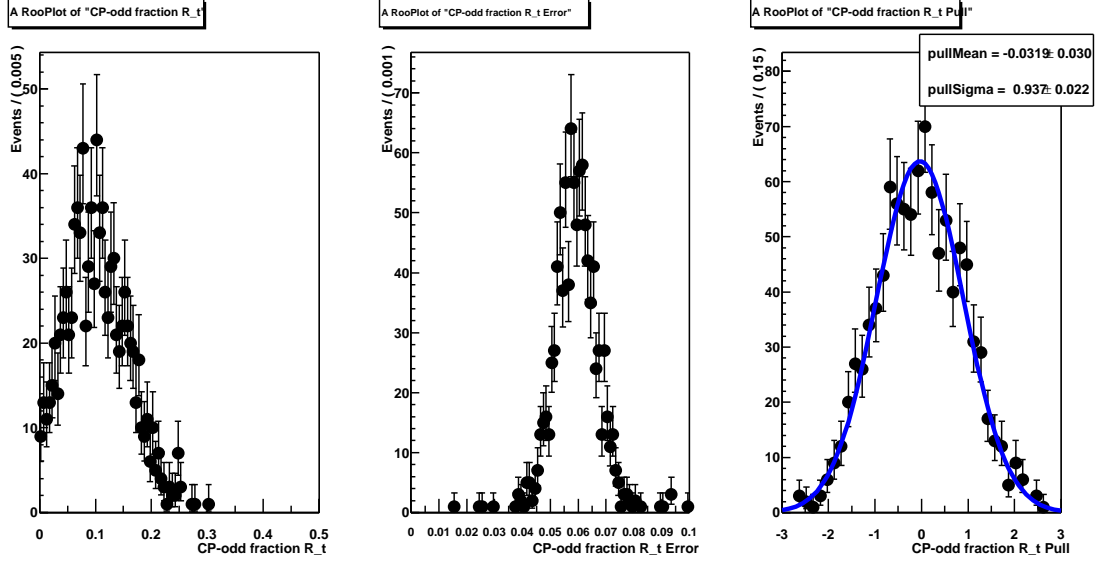 A RooPlot of "CP-odd fraction R_t"
Events / ( 0.005 )
50
40
30
20
10
0
0 0.1 0.2 0.3 0.4 0.5
CP-odd fraction R_t
A RooPlot of "CP-odd fraction R_t Error"
Events / ( 0.001 )
70
60
50
40
30
20
10
0
0 0.01 0.02 0.03 0.04 0.05 0.06 0.07 0.08 0.09 0.1
CP-odd fraction R_t Error
A RooPlot of "CP-odd fraction R_t Pull"
pullMean = -0.0319± 0.030
pullSigma = 0.937± 0.022
Events / ( 0.15 )
80
70
60
50
40
30
20
10
0
-3 -2 -1 0 1 2 3
CP-odd fraction R_t Pull